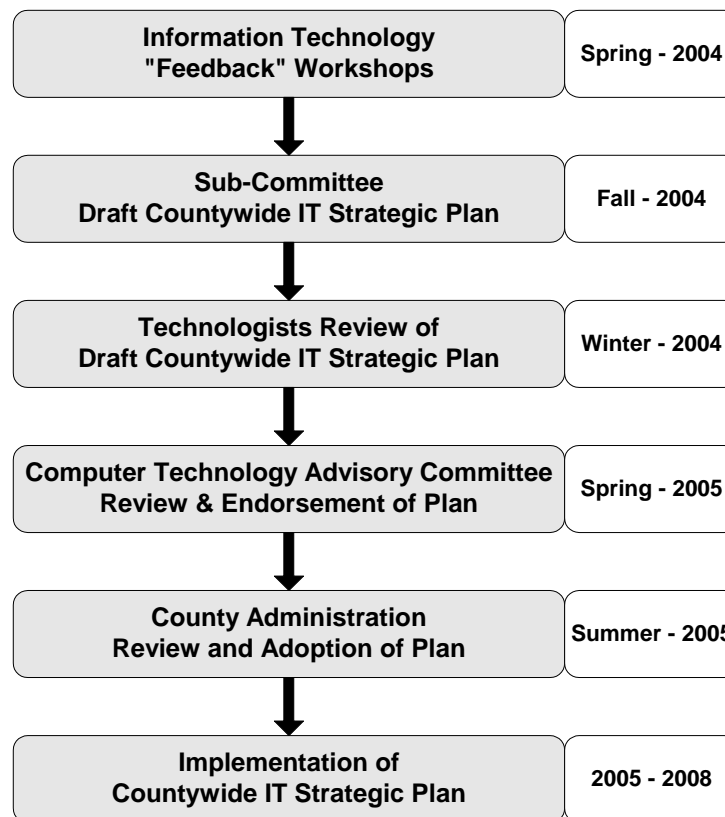 Information Technology
"Feedback" Workshops
Spring - 2004
Sub-Committee
Draft Countywide IT Strategic Plan
Fall - 2004
Technologists Review of
Draft Countywide IT Strategic Plan
Winter - 2004
Computer Technology Advisory Committee
Review & Endorsement of Plan
Spring - 2005
County Administration
Review and Adoption of Plan
Summer - 2005
Implementation of
Countywide IT Strategic Plan
2005 - 2008